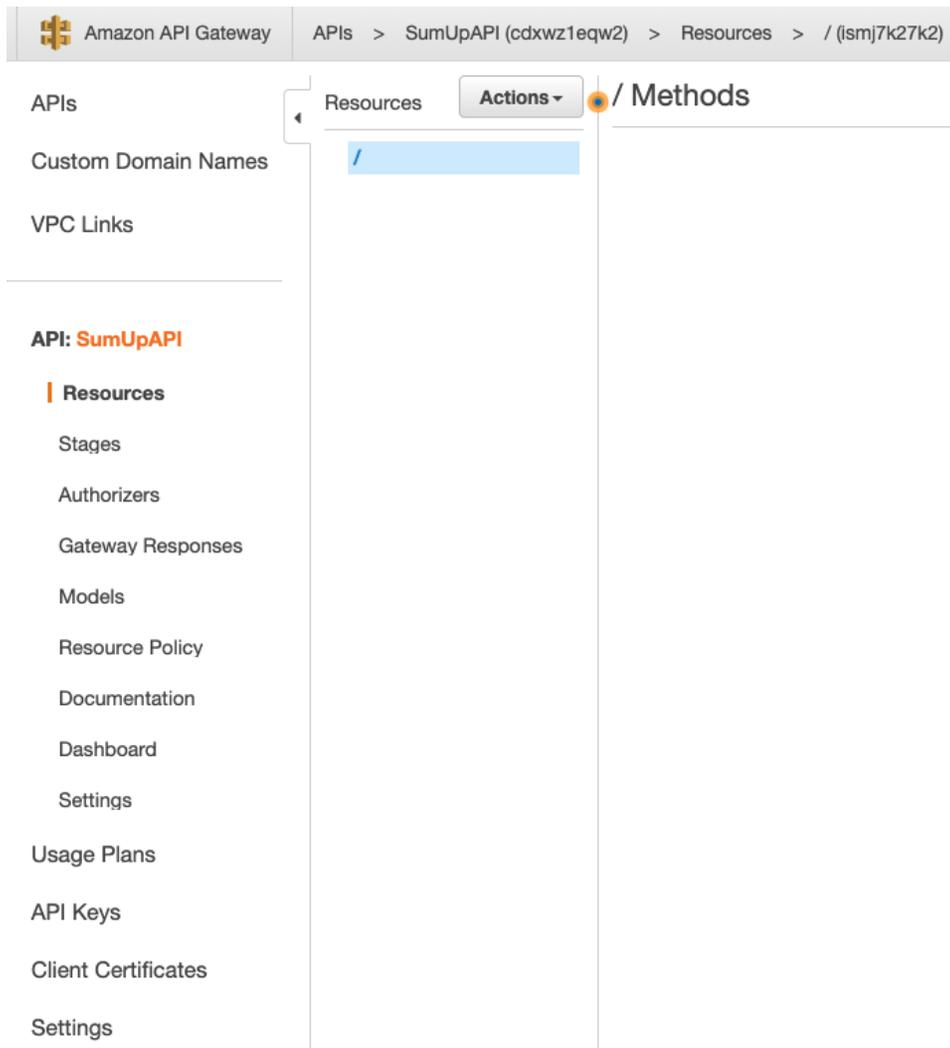 Amazon API Gateway APIs > SumUpAPI (cdxwz1eqw2) > Resources > / (ismj7k27k2)
APIs
Custom Domain Names
VPC Links
API: SumUpAPI
Resources
Stages
Authorizers
Gateway Responses
Models
Resource Policy
Documentation
Dashboard
Settings
Usage Plans
API Keys
Client Certificates
Settings
Resources Actions
/
/ Methods